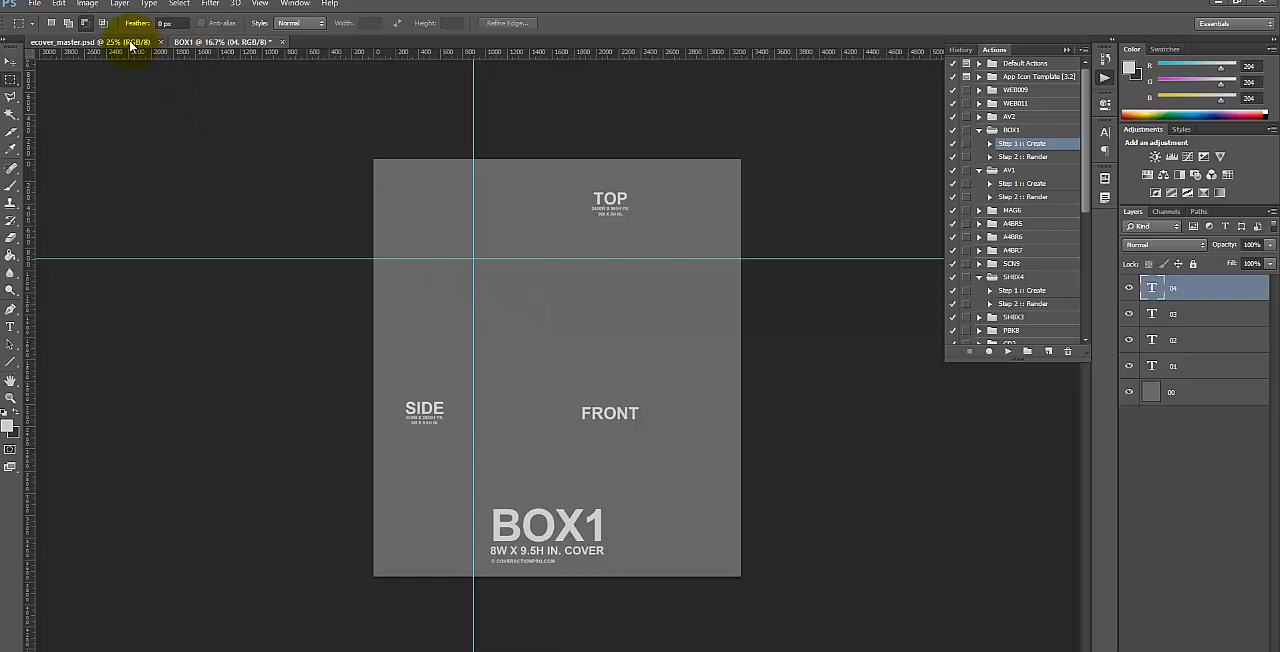 Ps File Edit Image Layer Type Select Filter 3D View Window Help
Feather: 0 px Anti-alias Style: Normal Width: Height: Refine Edge... Essentials
ecover_master.psd @ 25% (RGB/8) × BOX1 @ 16.7% (04, RGB/8) * ×
History Actions
Default Actions
App Icon Template [3.2]
WEB009
WEB011
AV2
BOX1
Step 1 :: Create
Step 2 :: Render
AV1
Step 1 :: Create
Step 2 :: Render
MAG6
A4BR5
A4BR6
A4BR7
SCN9
SHBX4
Step 1 :: Create
Step 2 :: Render
SHBX3
PBK8
CD2
Color Swatches
R 204
G 204
B 204
Adjustments Styles
Add an adjustment
Layers Channels Paths
Kind
Normal Opacity: 100%
Lock: Fill: 100%
T 04
T 03
T 02
T 01
00
TOP
SIDE
FRONT
BOX1
8W X 9.5H IN. COVER
© COVERACTIONPRO.COM